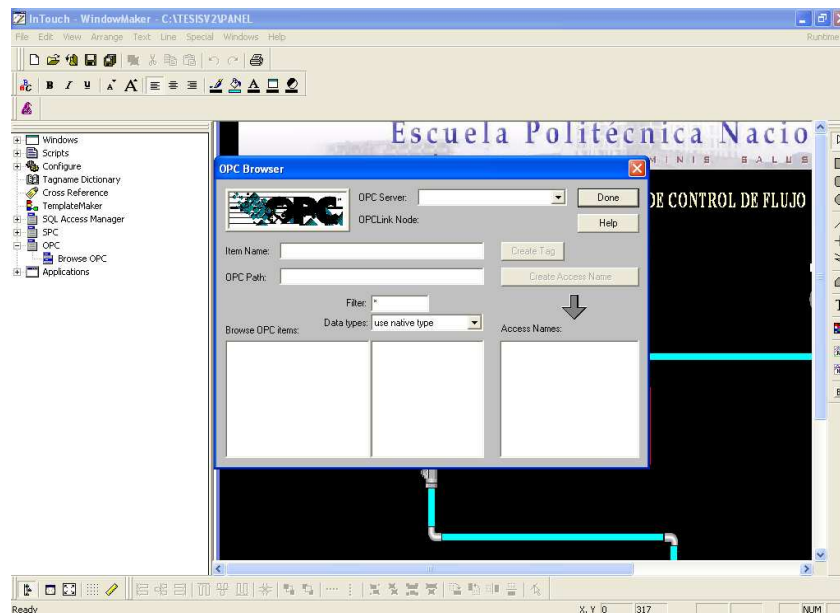 InTouch - WindowMaker - C:\TESISV2\PANEL
File Edit View Arrange Text Line Special Windows Help
Runtime
B I U A A
Windows
Scripts
Configure
Tagname Dictionary
Cross Reference
TemplateMaker
SQL Access Manager
SPC
OPC
Browse OPC
Applications
Escuela Politécnica Nacio
MINIS SALUS
DE CONTROL DE FLUJO
OPC Browser
OPC
OPC Server:
Done
OPCLink Node:
Help
Item Name:
Create Tag
OPC Path:
Create Access Name
Filter: *
Data types: use native type
Browse OPC items:
Access Names:
Ready
X, Y 0 317
NUM